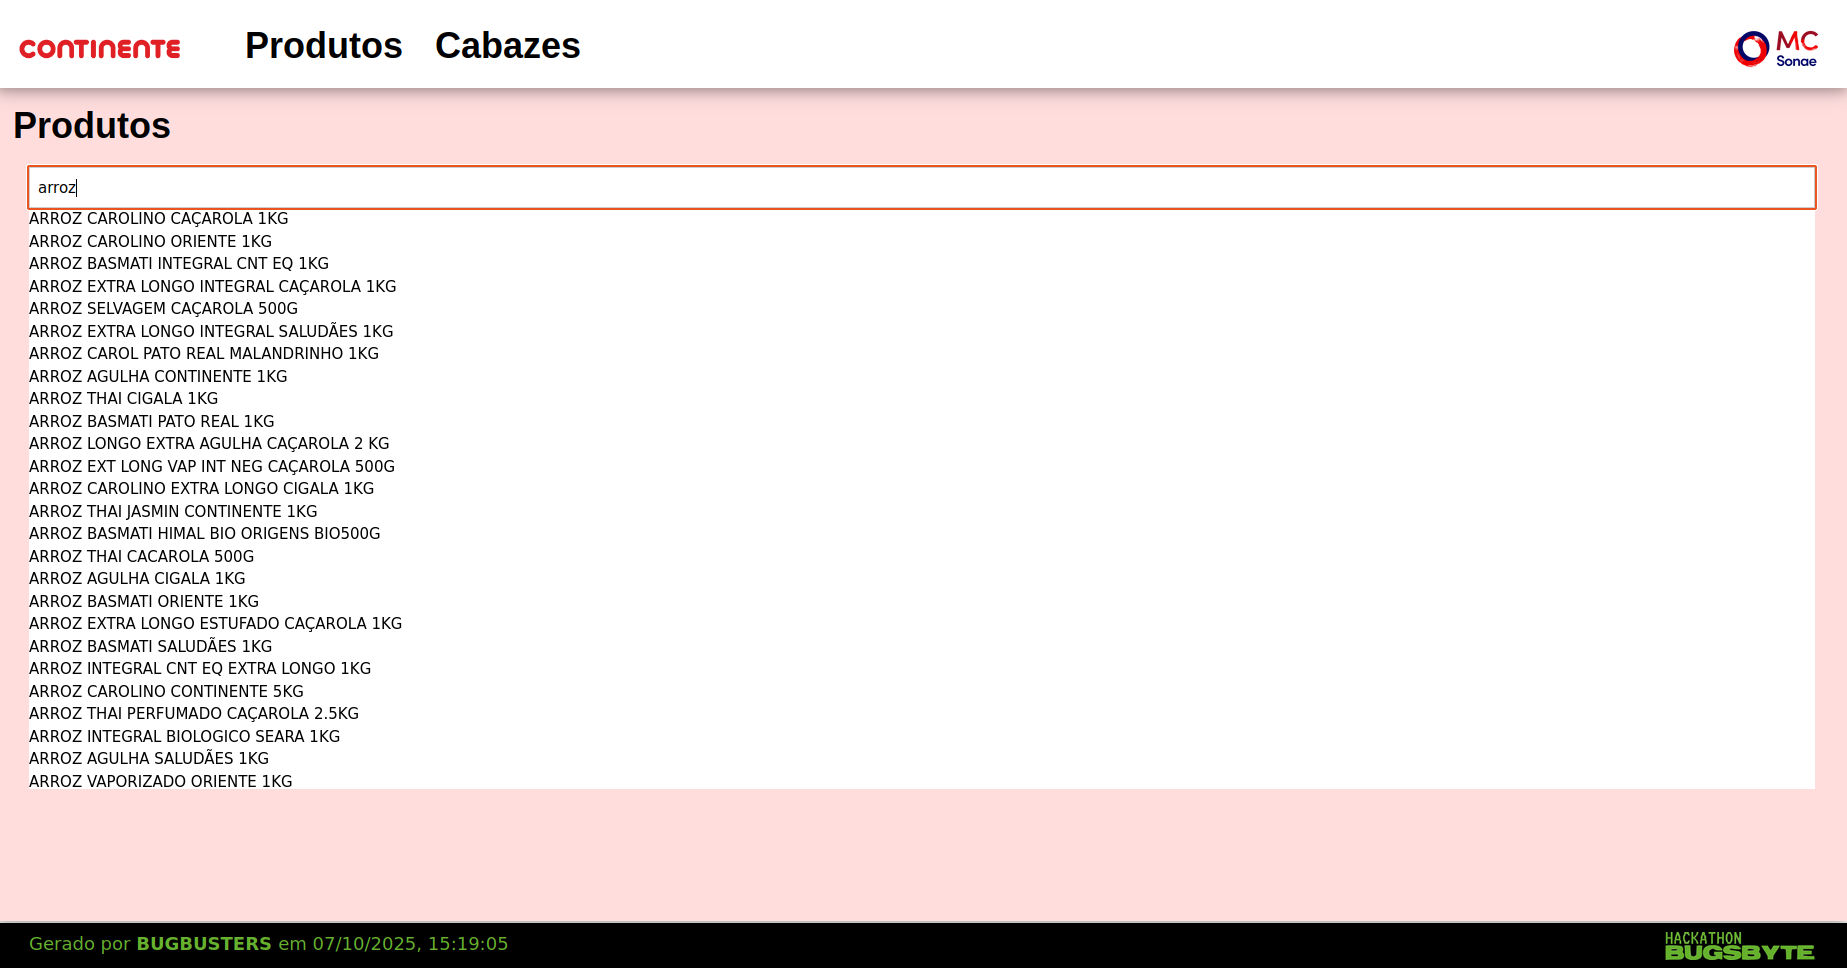 CONTINENTE Produtos Cabazes MC
Sonae
Produtos
arroz
ARROZ CAROLINO CAÇAROLA 1KG
ARROZ CAROLINO ORIENTE 1KG
ARROZ BASMATI INTEGRAL CNT EQ 1KG
ARROZ EXTRA LONGO INTEGRAL CAÇAROLA 1KG
ARROZ SELVAGEM CAÇAROLA 500G
ARROZ EXTRA LONGO INTEGRAL SALUDÃES 1KG
ARROZ CAROL PATO REAL MALANDRINHO 1KG
ARROZ AGULHA CONTINENTE 1KG
ARROZ THAI CIGALA 1KG
ARROZ BASMATI PATO REAL 1KG
ARROZ LONGO EXTRA AGULHA CAÇAROLA 2 KG
ARROZ EXT LONG VAP INT NEG CAÇAROLA 500G
ARROZ CAROLINO EXTRA LONGO CIGALA 1KG
ARROZ THAI JASMIN CONTINENTE 1KG
ARROZ BASMATI HIMAL BIO ORIGENS BIO500G
ARROZ THAI CACAROLA 500G
ARROZ AGULHA CIGALA 1KG
ARROZ BASMATI ORIENTE 1KG
ARROZ EXTRA LONGO ESTUFADO CAÇAROLA 1KG
ARROZ BASMATI SALUDÃES 1KG
ARROZ INTEGRAL CNT EQ EXTRA LONGO 1KG
ARROZ CAROLINO CONTINENTE 5KG
ARROZ THAI PERFUMADO CAÇAROLA 2.5KG
ARROZ INTEGRAL BIOLOGICO SEARA 1KG
ARROZ AGULHA SALUDÃES 1KG
ARROZ VAPORIZADO ORIENTE 1KG
Gerado por BUGBUSTERS em 07/10/2025, 15:19:05
HACKATHON
BUGSBYTE